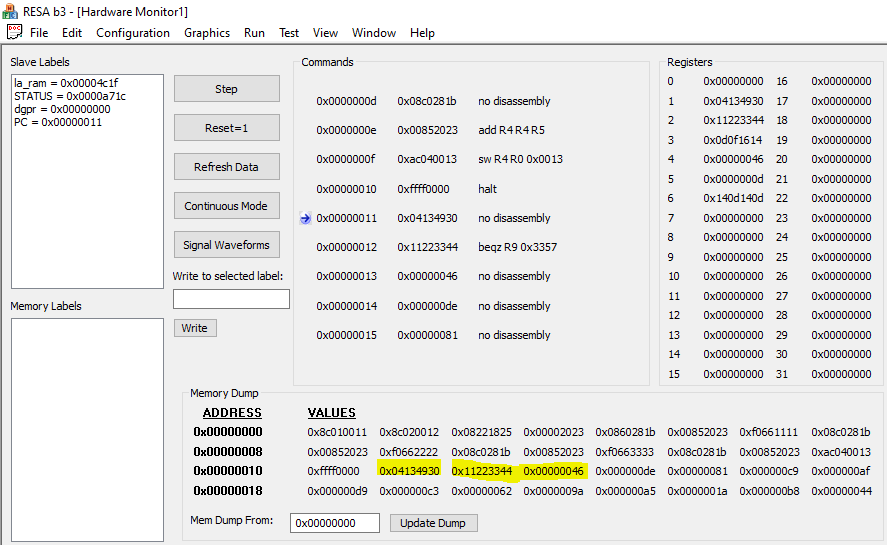 RESA b3 - [Hardware Monitor1]
File Edit Configuration Graphics Run Test View Window Help
Slave Labels
la_ram = 0x00004c1f
STATUS = 0x0000a71c
dgpr = 0x00000000
PC = 0x00000011
Step
Reset=1
Refresh Data
Continuous Mode
Signal Waveforms
Write to selected label:
Write
Memory Labels
Commands
0x0000000d 0x08c0281b no disassembly
0x0000000e 0x00852023 add R4 R4 R5
0x0000000f 0xac040013 sw R4 R0 0x0013
0x00000010 0xffff0000 halt
0x00000011 0x04134930 no disassembly
0x00000012 0x11223344 beqz R9 0x3357
0x00000013 0x00000046 no disassembly
0x00000014 0x000000de no disassembly
0x00000015 0x00000081 no disassembly
Registers
0 0x00000000 16 0x00000000
1 0x04134930 17 0x00000000
2 0x11223344 18 0x00000000
3 0x0d0f1614 19 0x00000000
4 0x00000046 20 0x00000000
5 0x0000000d 21 0x00000000
6 0x140d140d 22 0x00000000
7 0x00000000 23 0x00000000
8 0x00000000 24 0x00000000
9 0x00000000 25 0x00000000
10 0x00000000 26 0x00000000
11 0x00000000 27 0x00000000
12 0x00000000 28 0x00000000
13 0x00000000 29 0x00000000
14 0x00000000 30 0x00000000
15 0x00000000 31 0x00000000
Memory Dump
ADDRESS VALUES
0x00000000 0x8c010011 0x8c020012 0x08221825 0x00002023 0x0860281b 0x00852023 0xf0661111 0x08c0281b
0x00000008 0x00852023 0xf0662222 0x08c0281b 0x00852023 0xf0663333 0x08c0281b 0x00852023 0xac040013
0x00000010 0xffff0000 0x04134930 0x11223344 0x00000046 0x000000de 0x00000081 0x000000c9 0x000000af
0x00000018 0x000000d9 0x000000c3 0x00000062 0x0000009a 0x000000a5 0x0000001a 0x000000b8 0x00000044
Mem Dump From: 0x00000000 Update Dump